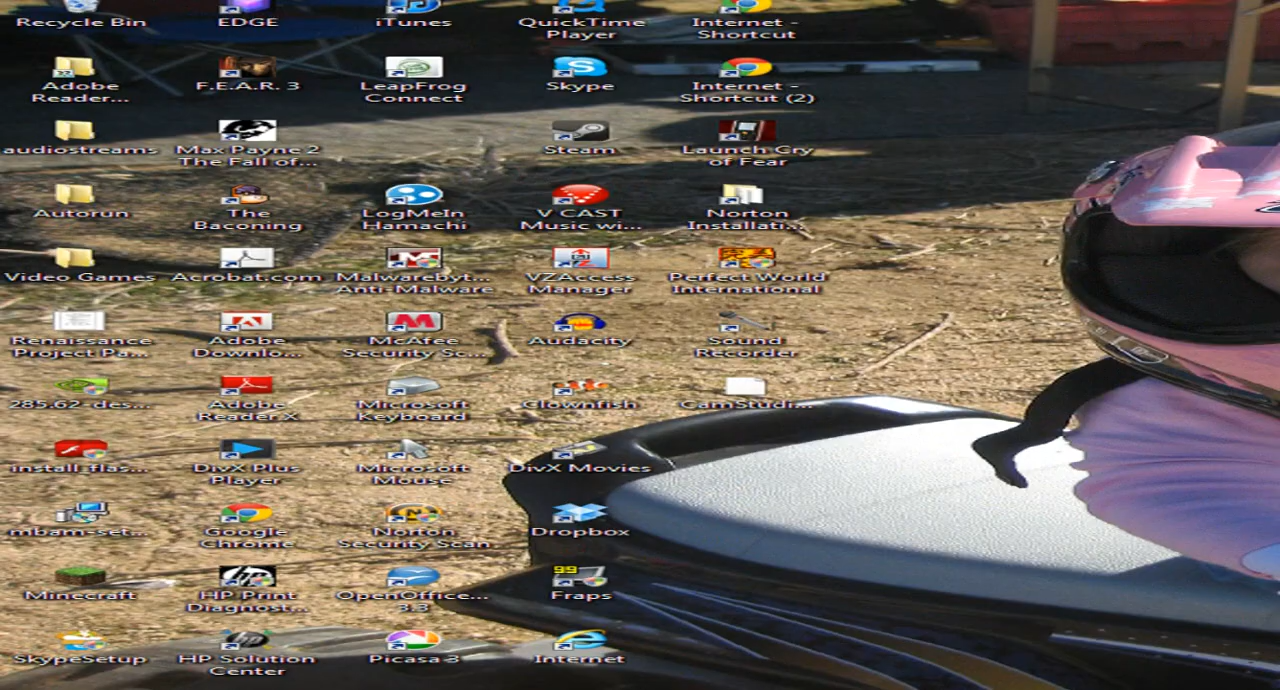 Recycle Bin
EDGE
iTunes
QuickTime
Player
Internet -
Shortcut
Adobe
Reader...
F.E.A.R. 3
LeapFrog
Connect
Skype
Internet -
Shortcut (2)
audiostreams
Max Payne 2
The Fall of...
Steam
Launch Cry
of Fear
Autorun
The
Baconing
LogMeIn
Hamachi
V CAST
Music wi...
Norton
Installati...
Video Games
Acrobat.com
Malwarebyt...
Anti-Malware
VZAccess
Manager
Perfect World
International
Renaissance
Project Pa...
Adobe
Downlo...
McAfee
Security Sc...
Audacity
Sound
Recorder
285.62-des...
Adobe
Reader X
Microsoft
Keyboard
Clownfish
CamStudi...
install_flas...
DivX Plus
Player
Microsoft
Mouse
DivX Movies
mbam-set...
Google
Chrome
Norton
Security Scan
Dropbox
Minecraft
HP Print
Diagnost...
OpenOffice...
3.3
99
Fraps
SkypeSetup
HP Solution
Center
Picasa 3
Internet